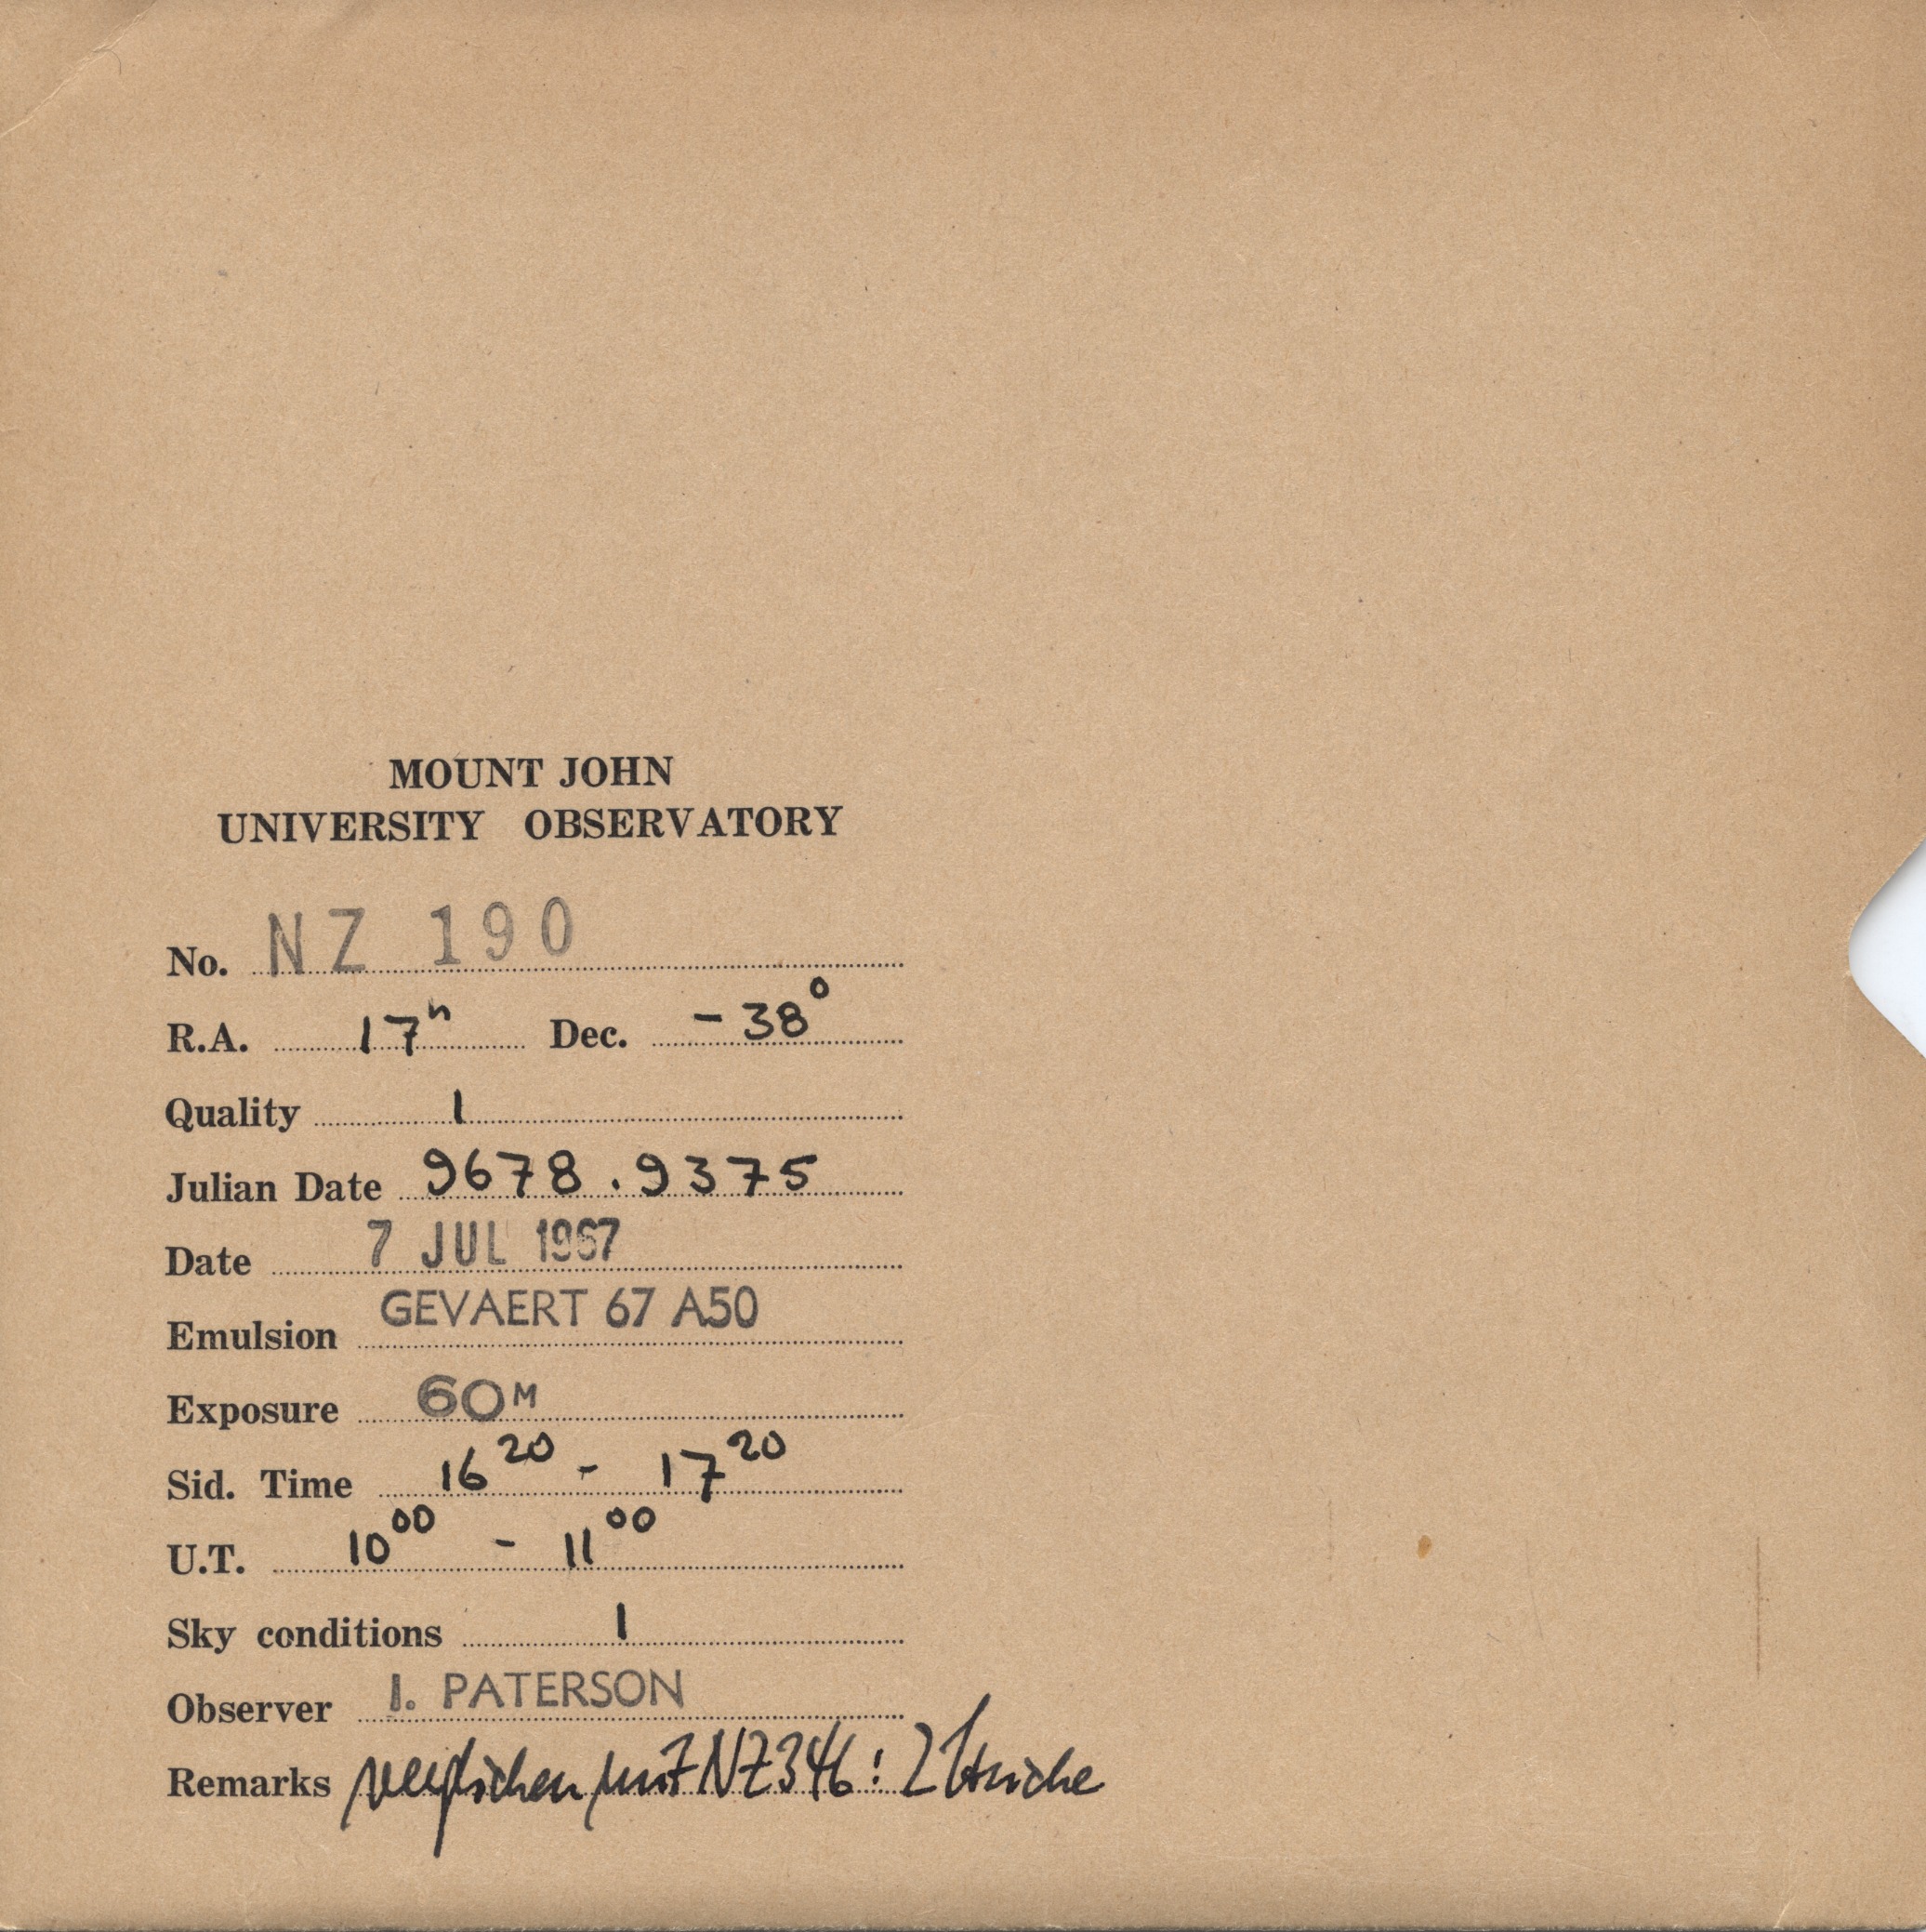 MOUNT JOHN
UNIVERSITY OBSERVATORY
No. NZ 190
R.A. 17h Dec. -38°
Quality 1
Julian Date 9678.9375
Date 7 JUL 1967
Emulsion GEVAERT 67 A50
Exposure 60M
Sid. Time 16 20 - 17 20
U.T. 10 00 - 11 00
Sky conditions 1
Observer I. PATERSON
Remarks verglichen mit NZ346: 2 Striche